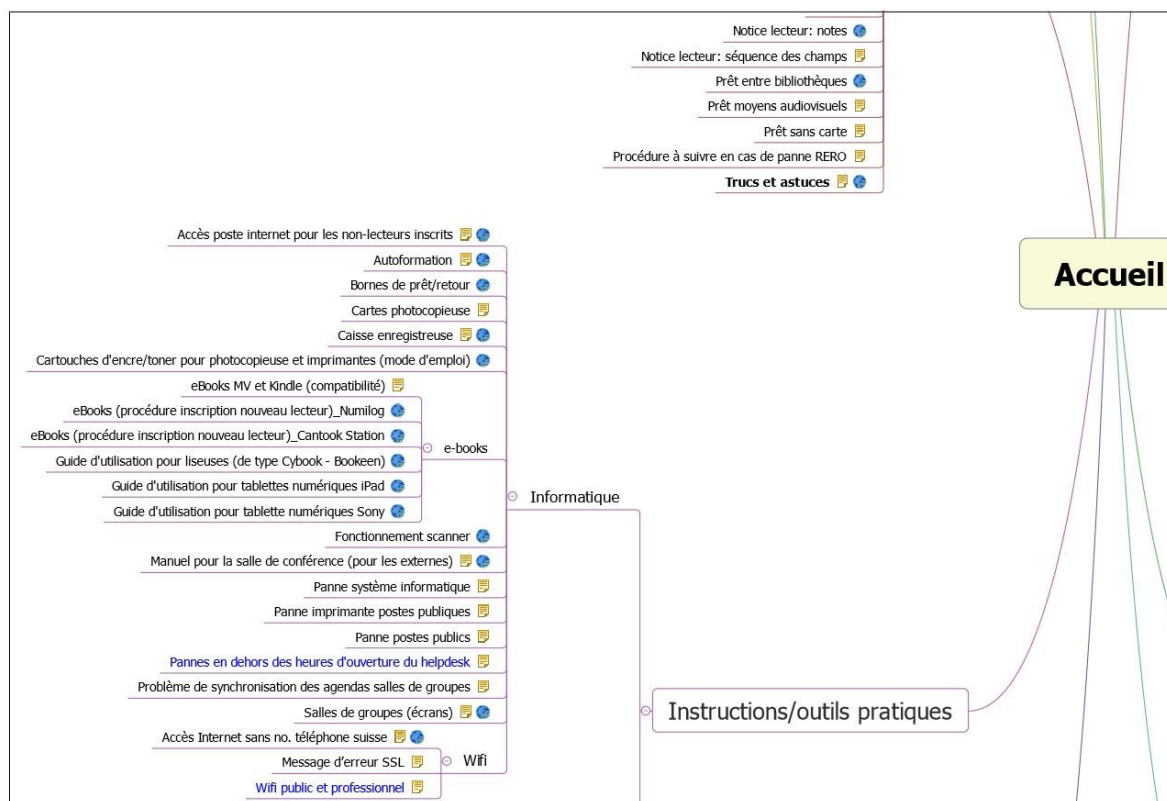 Notice lecteur: notes
Notice lecteur: séquence des champs
Prêt entre bibliothèques
Prêt moyens audiovisuels
Prêt sans carte
Procédure à suivre en cas de panne RERO
Trucs et astuces
Accueil
Accès poste internet pour les non-lecteurs inscrits
Autoformation
Bornes de prêt/retour
Cartes photocopieuse
Caisse enregistreuse
Cartouches d'encre/toner pour photocopieuse et imprimantes (mode d'emploi)
eBooks MV et Kindle (compatibilité)
eBooks (procédure inscription nouveau lecteur)_Numilog
eBooks (procédure inscription nouveau lecteur)_Cantook Station
e-books
Guide d'utilisation pour liseuses (de type Cybook - Bookeen)
Guide d'utilisation pour tablettes numériques iPad
Guide d'utilisation pour tablette numériques Sony
Informatique
Fonctionnement scanner
Manuel pour la salle de conférence (pour les externes)
Panne système informatique
Panne imprimante postes publiques
Panne postes publics
Pannes en dehors des heures d'ouverture du helpdesk
Problème de synchronisation des agendas salles de groupes
Salles de groupes (écrans)
Instructions/outils pratiques
Accès Internet sans no. téléphone suisse
Message d’erreur SSL
Wifi
Wifi public et professionnel